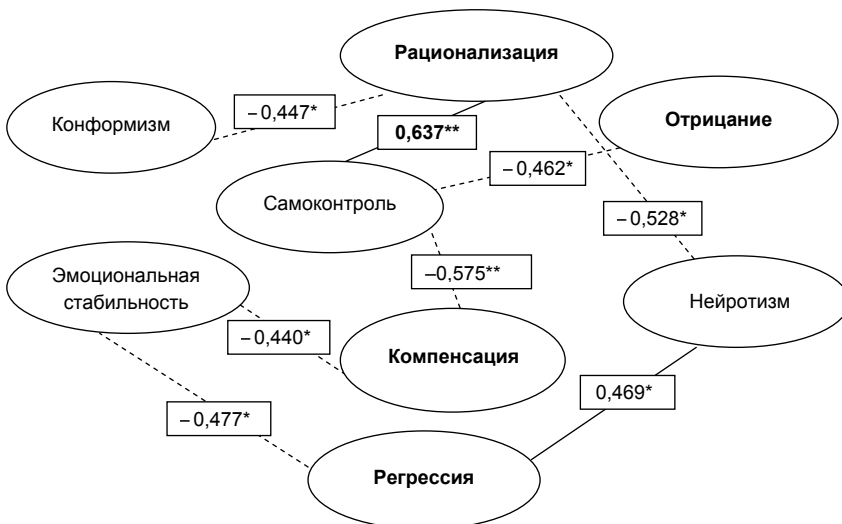 Рационализация
– 0,447*
Конформизм
0,637**
Отрицание
– 0,462*
Самоконтроль
– 0,528*
–0,575**
Эмоциональная
стабильность
Нейротизм
– 0,440*
Компенсация
0,469*
– 0,477*
Регрессия